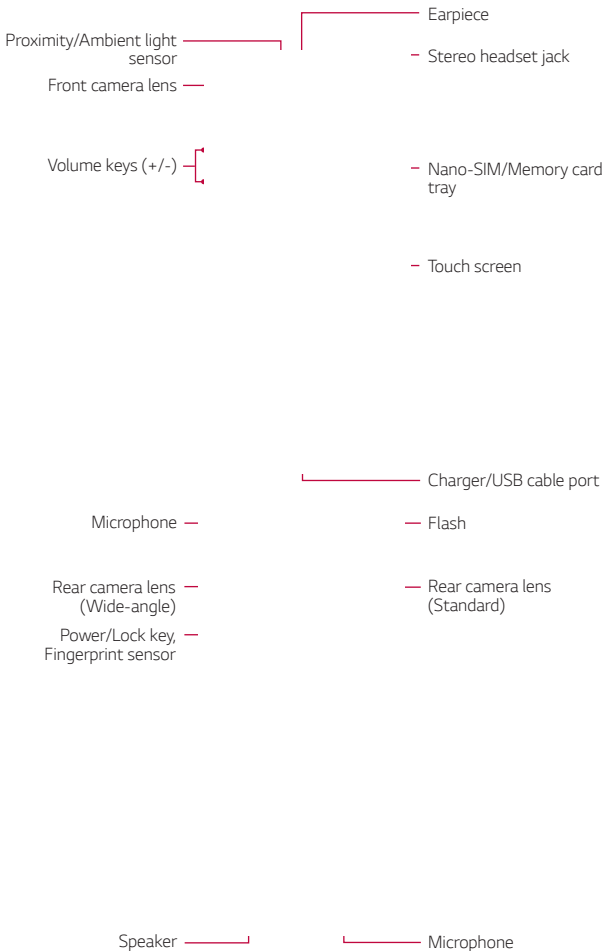 Earpiece
Proximity/Ambient light
sensor
Stereo headset jack
Front camera lens
Volume keys (+/-)
Nano-SIM/Memory card
tray
Touch screen
Charger/USB cable port
Microphone
Flash
Rear camera lens
(Wide-angle)
Rear camera lens
(Standard)
Power/Lock key,
Fingerprint sensor
Speaker
Microphone